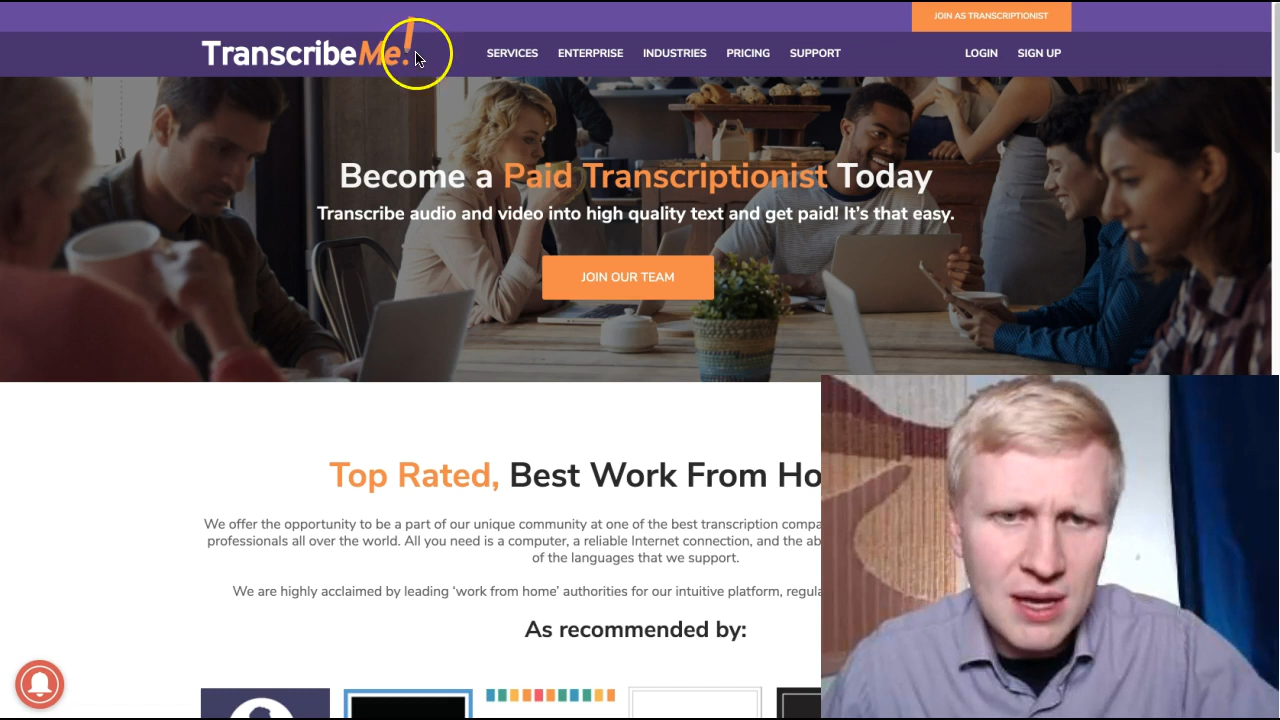 JOIN AS TRANSCRIPTIONIST
TranscribeMe!
SERVICES ENTERPRISE INDUSTRIES PRICING SUPPORT LOGIN SIGN UP
Become a Paid Transcriptionist Today
Transcribe audio and video into high quality text and get paid! It's that easy.
JOIN OUR TEAM
Top Rated, Best Work From Ho
We offer the opportunity to be a part of our unique community at one of the best transcription compa
professionals all over the world. All you need is a computer, a reliable Internet connection, and the ab
of the languages that we support.
We are highly acclaimed by leading ‘work from home’ authorities for our intuitive platform, regula
As recommended by: